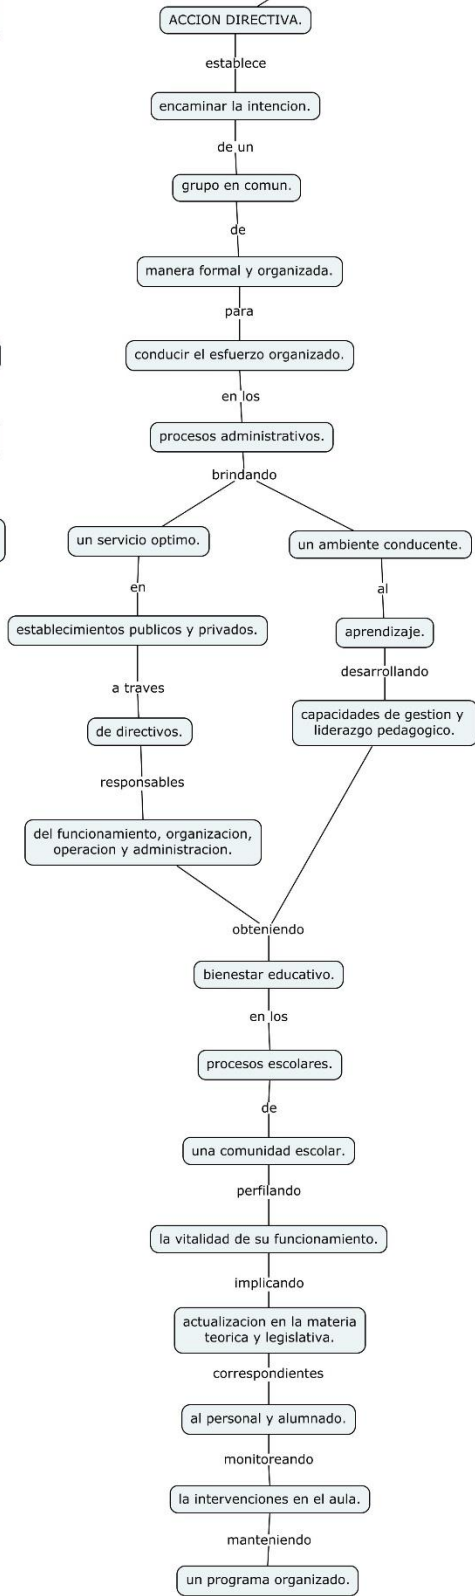 ACCION DIRECTIVA.
establece
encaminar la intencion.
de un
grupo en comun.
de
manera formal y organizada.
para
conducir el esfuerzo organizado.
en los
procesos administrativos.
brindando
un servicio optimo.
en
establecimientos publicos y privados.
a traves
de directivos.
responsables
del funcionamiento, organizacion,
operacion y administracion.
un ambiente conducente.
al
aprendizaje.
desarrollando
capacidades de gestion y
liderazgo pedagogico.
obteniendo
bienestar educativo.
en los
procesos escolares.
de
una comunidad escolar.
perfilando
la vitalidad de su funcionamiento.
implicando
actualizacion en la materia
teorica y legislativa.
correspondientes
al personal y alumnado.
monitoreando
la intervenciones en el aula.
manteniendo
un programa organizado.